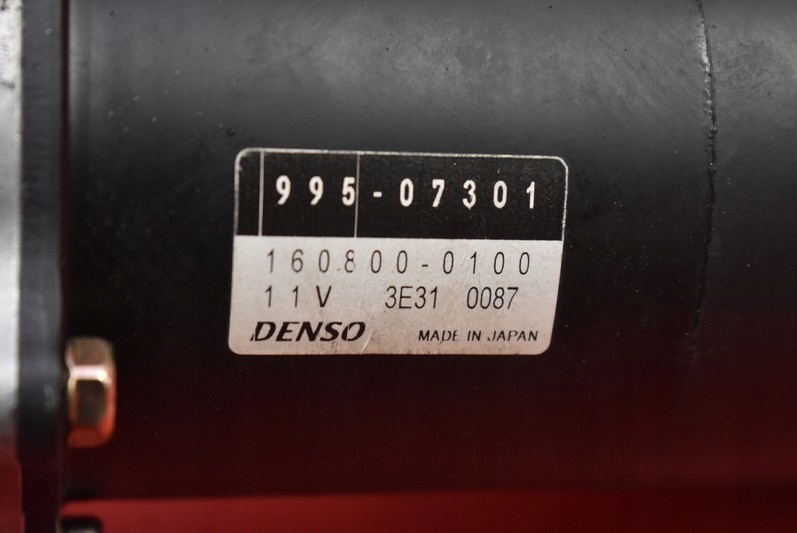 995-07301
160800-0100
11V 3E31 0087
DENSO MADE IN JAPAN